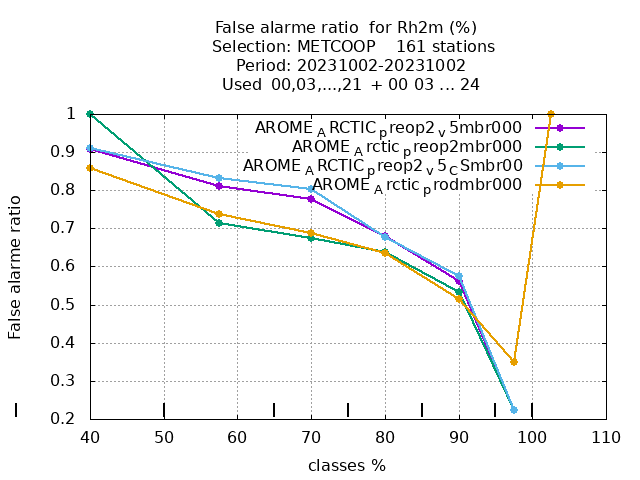 False alarme ratio for Rh2m (%)
Selection: METCOOP 161 stations
Period: 20231002-20231002
Used 00,03,...,21 + 00 03 ... 24
1
0.9
0.8
0.7
0.6
0.5
0.4
0.3
0.2
False alarme ratio
AROME_ARCTIC_preop2_v5mbr000
AROME_Arctic_preop2mbr000
AROME_ARCTIC_preop2_v5_CSmbr00
AROME_Arctic_prodmbr000
40 50 60 70 80 90 100 110
classes %